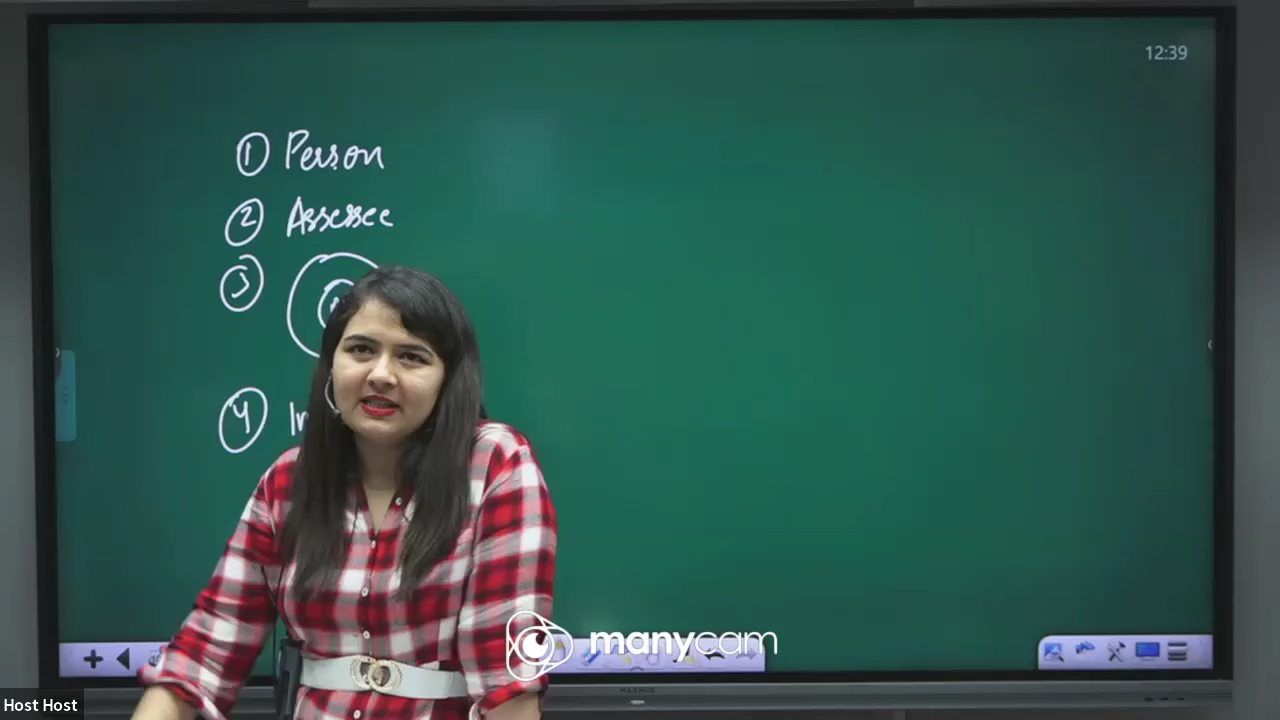 12:39
① Person
② Assessee
③
④
manycam
Host Host